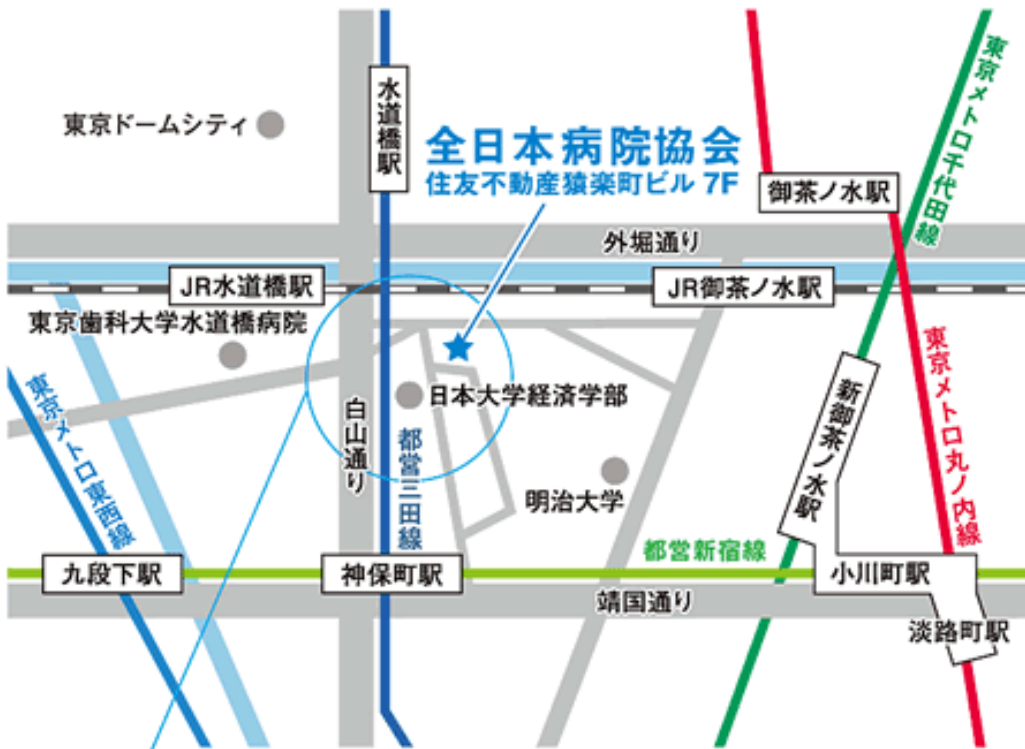 東京メトロ千代田線
水道橋駅
東京ドームシティ
全日本病院協会
住友不動産猿楽町ビル 7F
御茶ノ水駅
外堀通り
JR水道橋駅
JR御茶ノ水駅
東京歯科大学水道橋病院
東京メトロ丸ノ内線
東京メトロ東西線
日本大学経済学部
新御茶ノ水駅
白山通り
都営三田線
明治大学
都営新宿線
九段下駅
神保町駅
小川町駅
靖国通り
淡路町駅